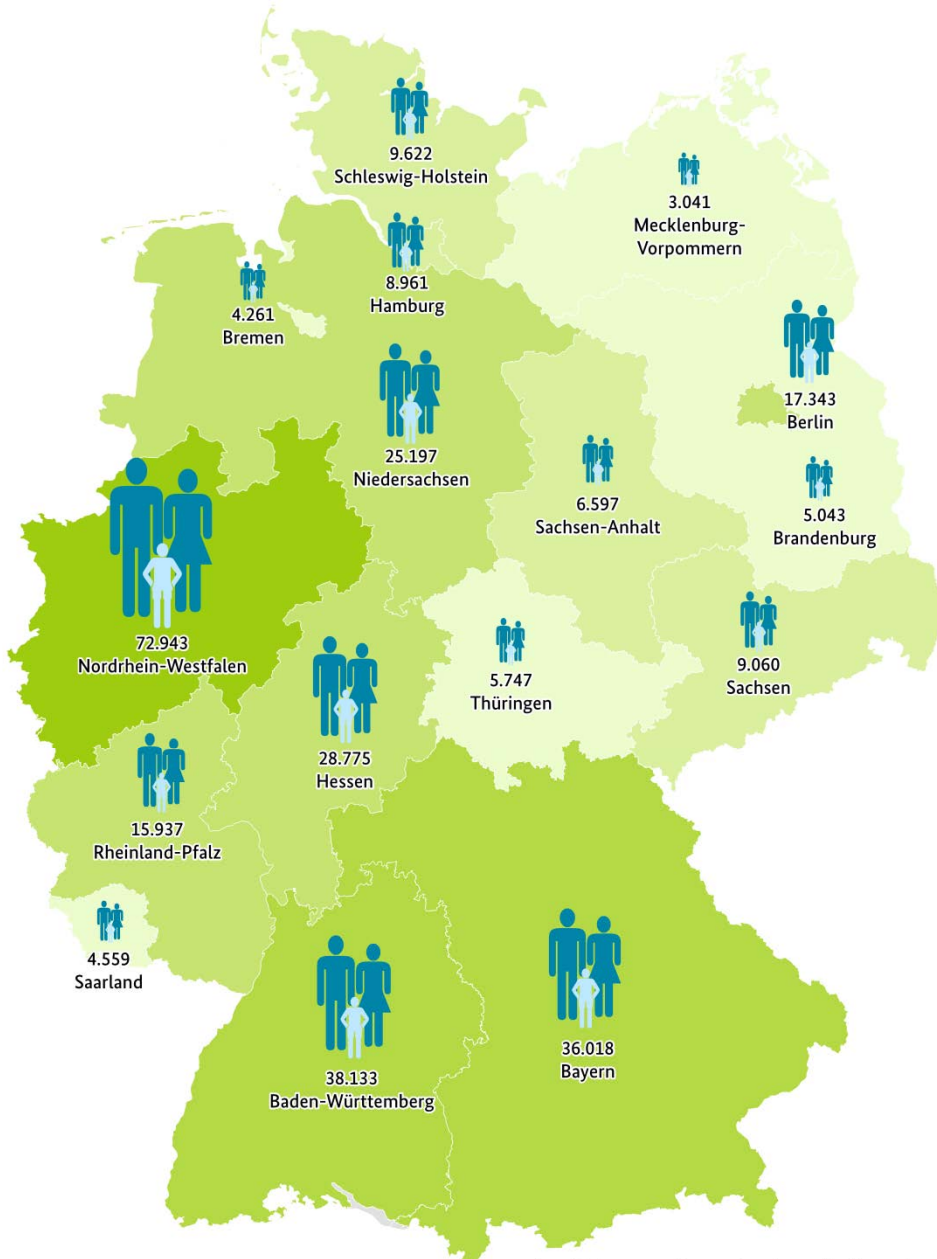 9.622
Schleswig-Holstein
3.041
Mecklenburg-
Vorpommern
8.961
Hamburg
4.261
Bremen
17.343
Berlin
25.197
Niedersachsen
6.597
Sachsen-Anhalt
5.043
Brandenburg
72.943
Nordrhein-Westfalen
5.747
Thüringen
9.060
Sachsen
28.775
Hessen
15.937
Rheinland-Pfalz
4.559
Saarland
38.133
Baden-Württemberg
36.018
Bayern